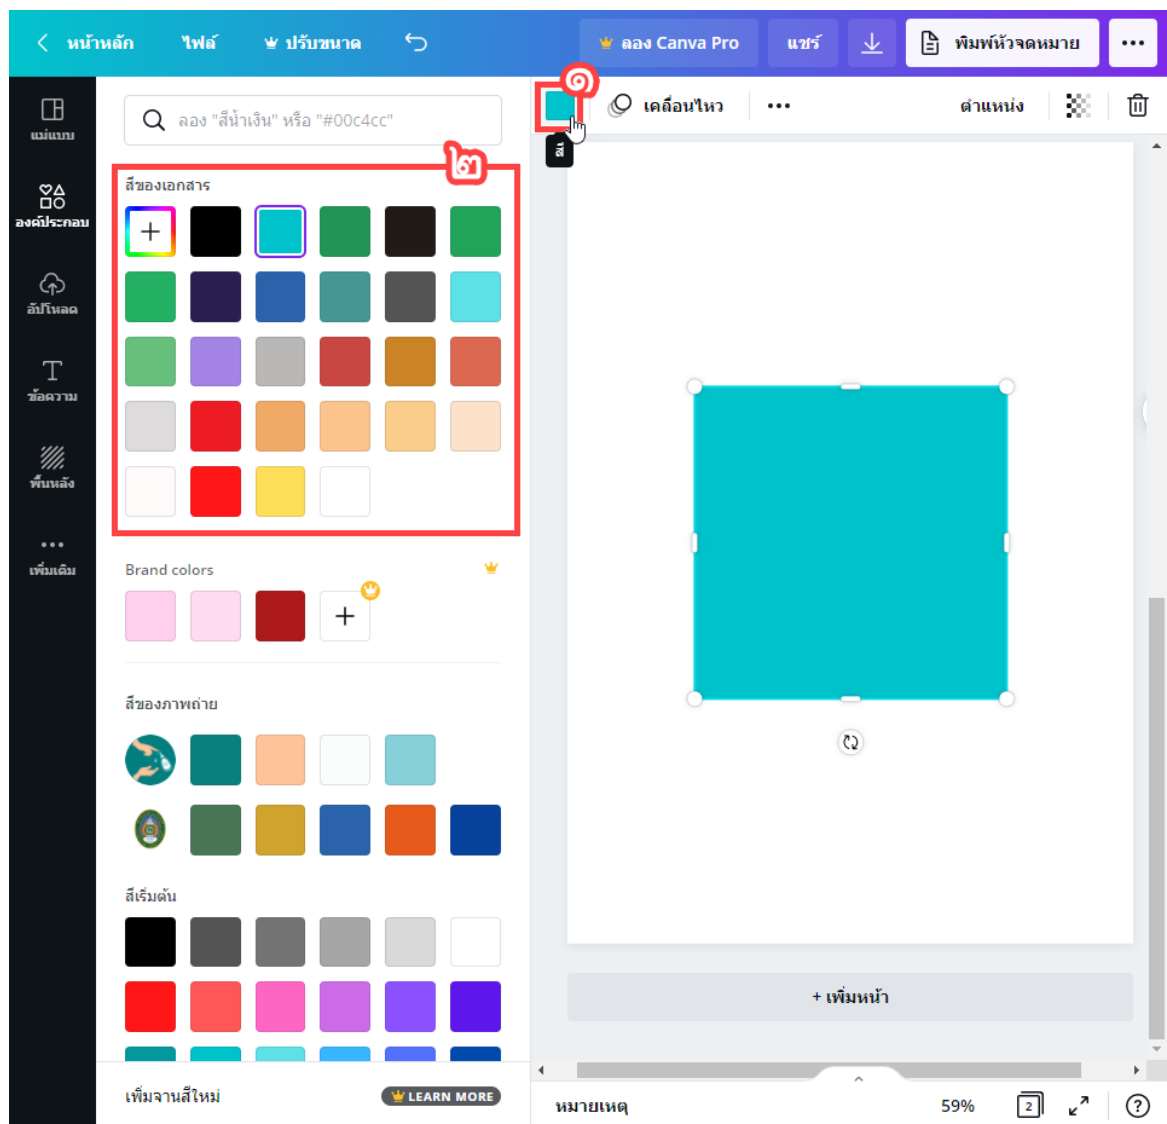 หน้าหลัก
ไฟล์
ปรับขนาด
ลอง Canva Pro
แชร์
พิมพ์หัวจดหมาย
แม่แบบ
องค์ประกอบ
อัปโหลด
ข้อความ
พื้นหลัง
เพิ่มเติม
ลอง "สีน้ำเงิน" หรือ "#00c4cc"
๒
สีของเอกสาร
Brand colors
สีของภาพถ่าย
สีเริ่มต้น
เพิ่มจานสีใหม่
LEARN MORE
๑
เคลื่อนไหว
ตำแหน่ง
+ เพิ่มหน้า
หมายเหตุ
59%
2
?